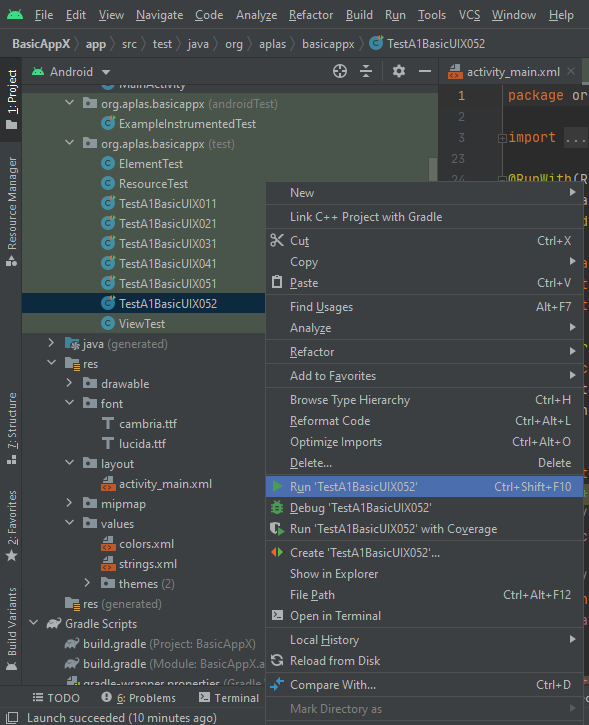 File Edit View Navigate Code Analyze Refactor Build Run Tools VCS Window Help
BasicAppX app src test java org aplas basicappx TestA1BasicUIX052
1: Project
Resource Manager
7: Structure
2: Favorites
Build Variants
Android
MainActivity
org.aplas.basicappx (androidTest)
ExampleInstrumentedTest
org.aplas.basicappx (test)
ElementTest
ResourceTest
TestA1BasicUIX011
TestA1BasicUIX021
TestA1BasicUIX031
TestA1BasicUIX041
TestA1BasicUIX051
TestA1BasicUIX052
ViewTest
java (generated)
res
drawable
font
cambria.ttf
lucida.ttf
layout
activity_main.xml
mipmap
values
colors.xml
strings.xml
themes (2)
res (generated)
Gradle Scripts
build.gradle (Project: BasicAppX)
build.gradle (Module: BasicAppX.a
gradle-wrapper.properties (Gradle
activity_main.xml
1 package or
2
3 import ...
23
24 @RunWith(R
New
Link C++ Project with Gradle
Cut Ctrl+X
Copy
Paste Ctrl+V
Find Usages Alt+F7
Analyze
Refactor
Add to Favorites
Browse Type Hierarchy Ctrl+H
Reformat Code Ctrl+Alt+L
Optimize Imports Ctrl+Alt+O
Delete... Delete
Run 'TestA1BasicUIX052' Ctrl+Shift+F10
Debug 'TestA1BasicUIX052'
Run 'TestA1BasicUIX052' with Coverage
Create 'TestA1BasicUIX052'...
Show in Explorer
File Path Ctrl+Alt+F12
Open in Terminal
Local History
Reload from Disk
Compare With... Ctrl+D
Mark Directory as
TODO 6: Problems Terminal
Launch succeeded (10 minutes ago)